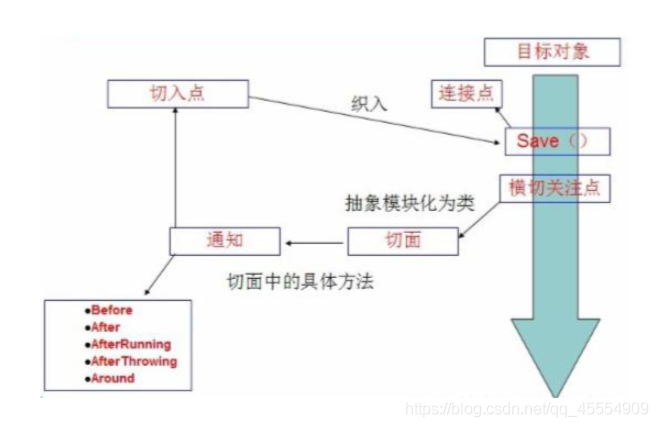 目标对象
切入点
连接点
织入
Save（）
横切关注点
抽象模块化为类
通知
切面
切面中的具体方法
●Before
●After
●AfterRunning
●AfterThrowing
●Around
https://blog.csdn.net/qq_45554909